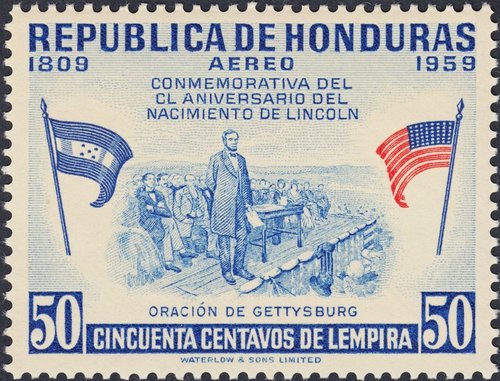 REPUBLICA DE HONDURAS
1809 AEREO 1959
CONMEMORATIVA DEL
CL ANIVERSARIO DEL
NACIMIENTO DE LINCOLN
ORACIÓN DE GETTYSBURG
50 CINCUENTA CENTAVOS DE LEMPIRA 50
WATERLOW & SONS LIMITED